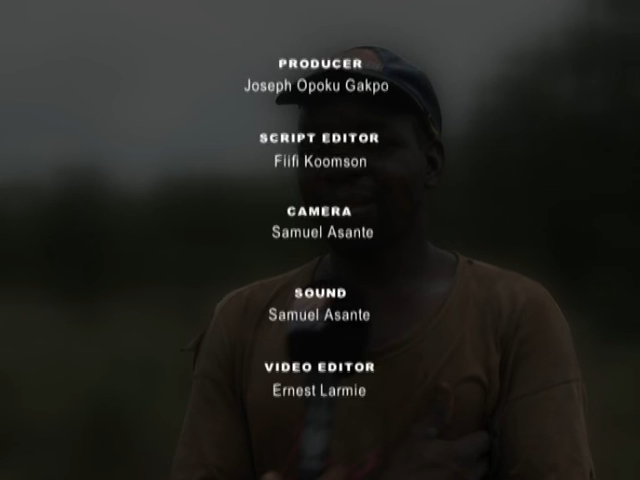 PRODUCER
Joseph Opoku Gakpo
SCRIPT EDITOR
Fiifi Koomson
CAMERA
Samuel Asante
SOUND
Samuel Asante
VIDEO EDITOR
Ernest Larmie